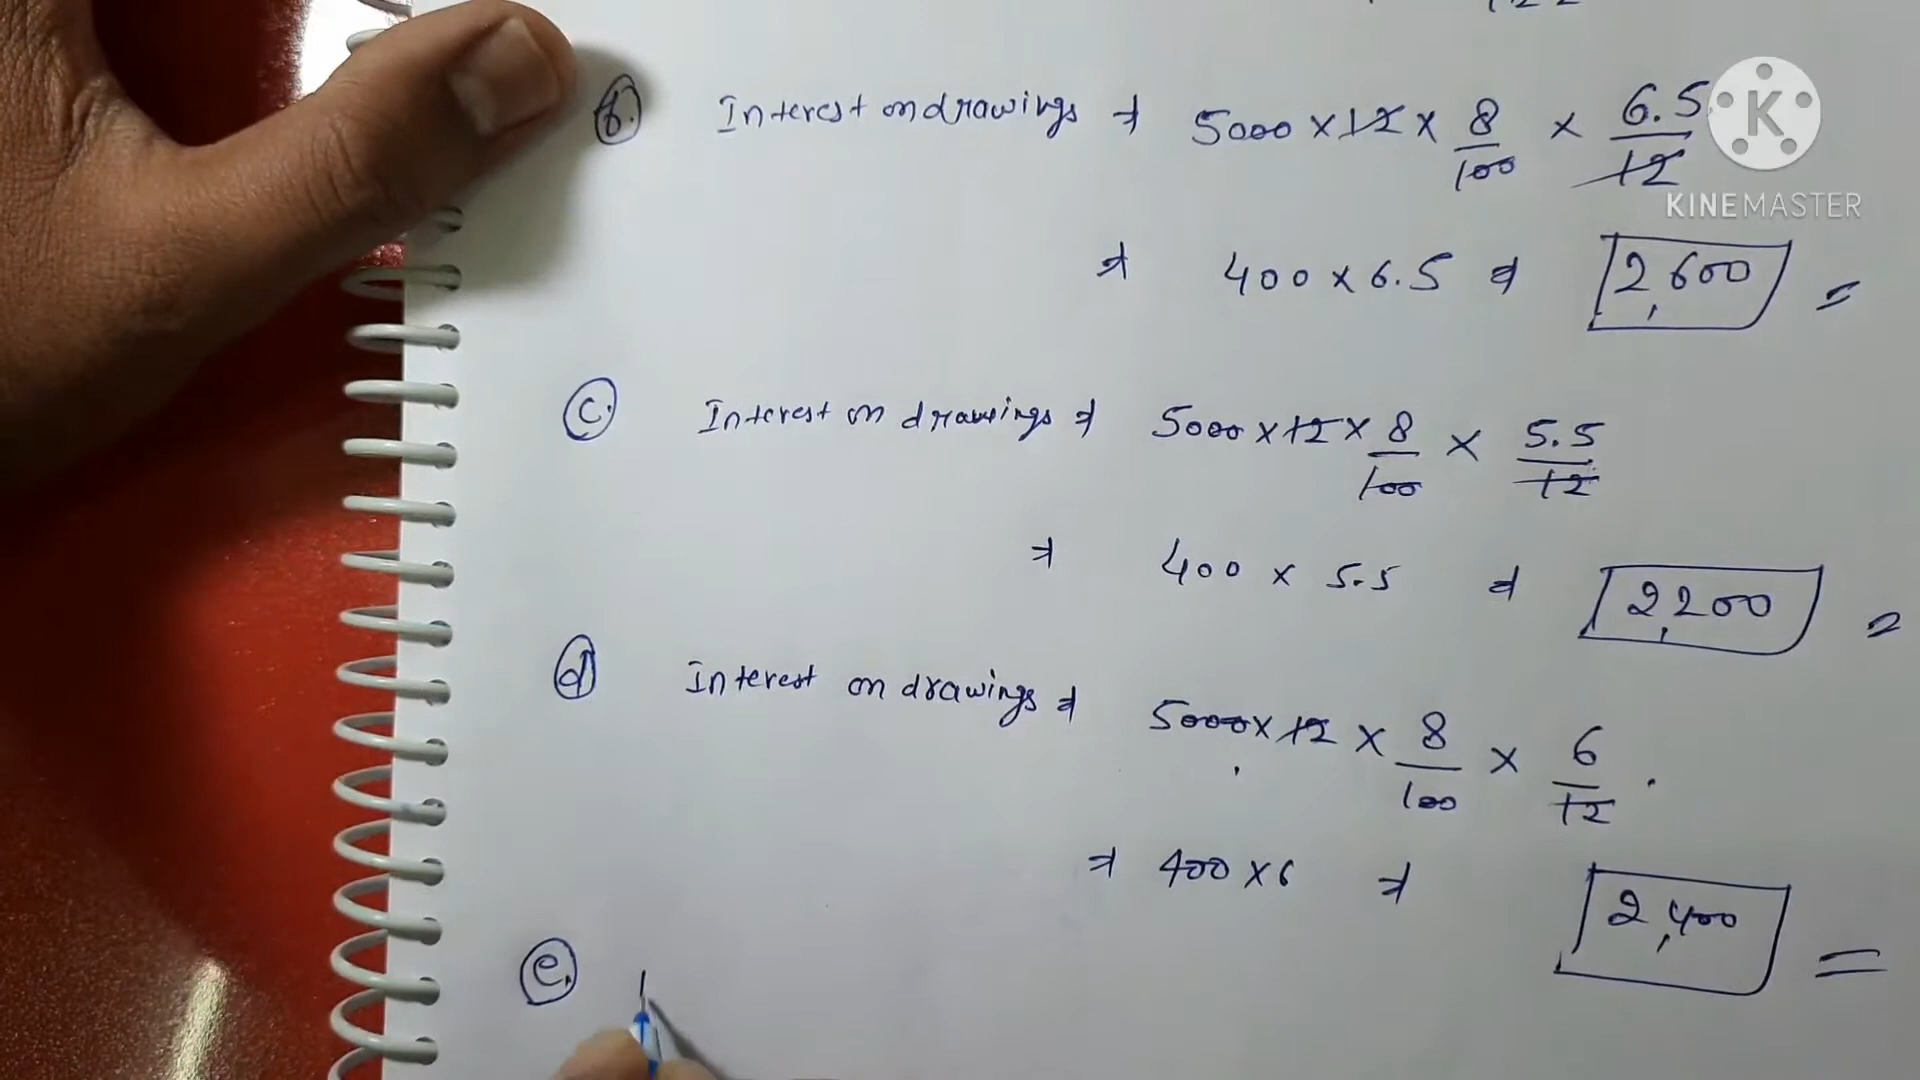 b. Interest on drawings ⇒ 5000 × 12 × 8/100 × 6.5/12
K
KINEMASTER
⇒ 400 × 6.5 ⇒ 2,600 =
c. Interest on drawings ⇒ 5000 × 12 × 8/100 × 5.5/12
⇒ 400 × 5.5 ⇒ 2,200 =
d Interest on drawings ⇒ 5000 × 12 × 8/100 × 6/12 .
⇒ 400 × 6 ⇒ 2,400 =
e.